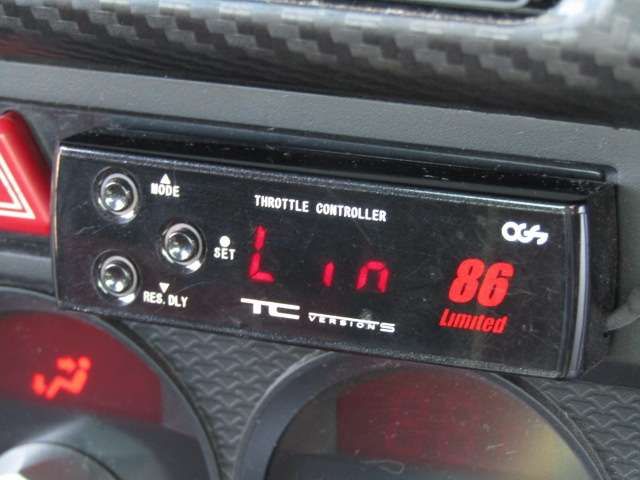 ▲
MODE
THROTTLE CONTROLLER
● SET
Lin
▼
RES.DLY
TC VERSION S
86
Limited